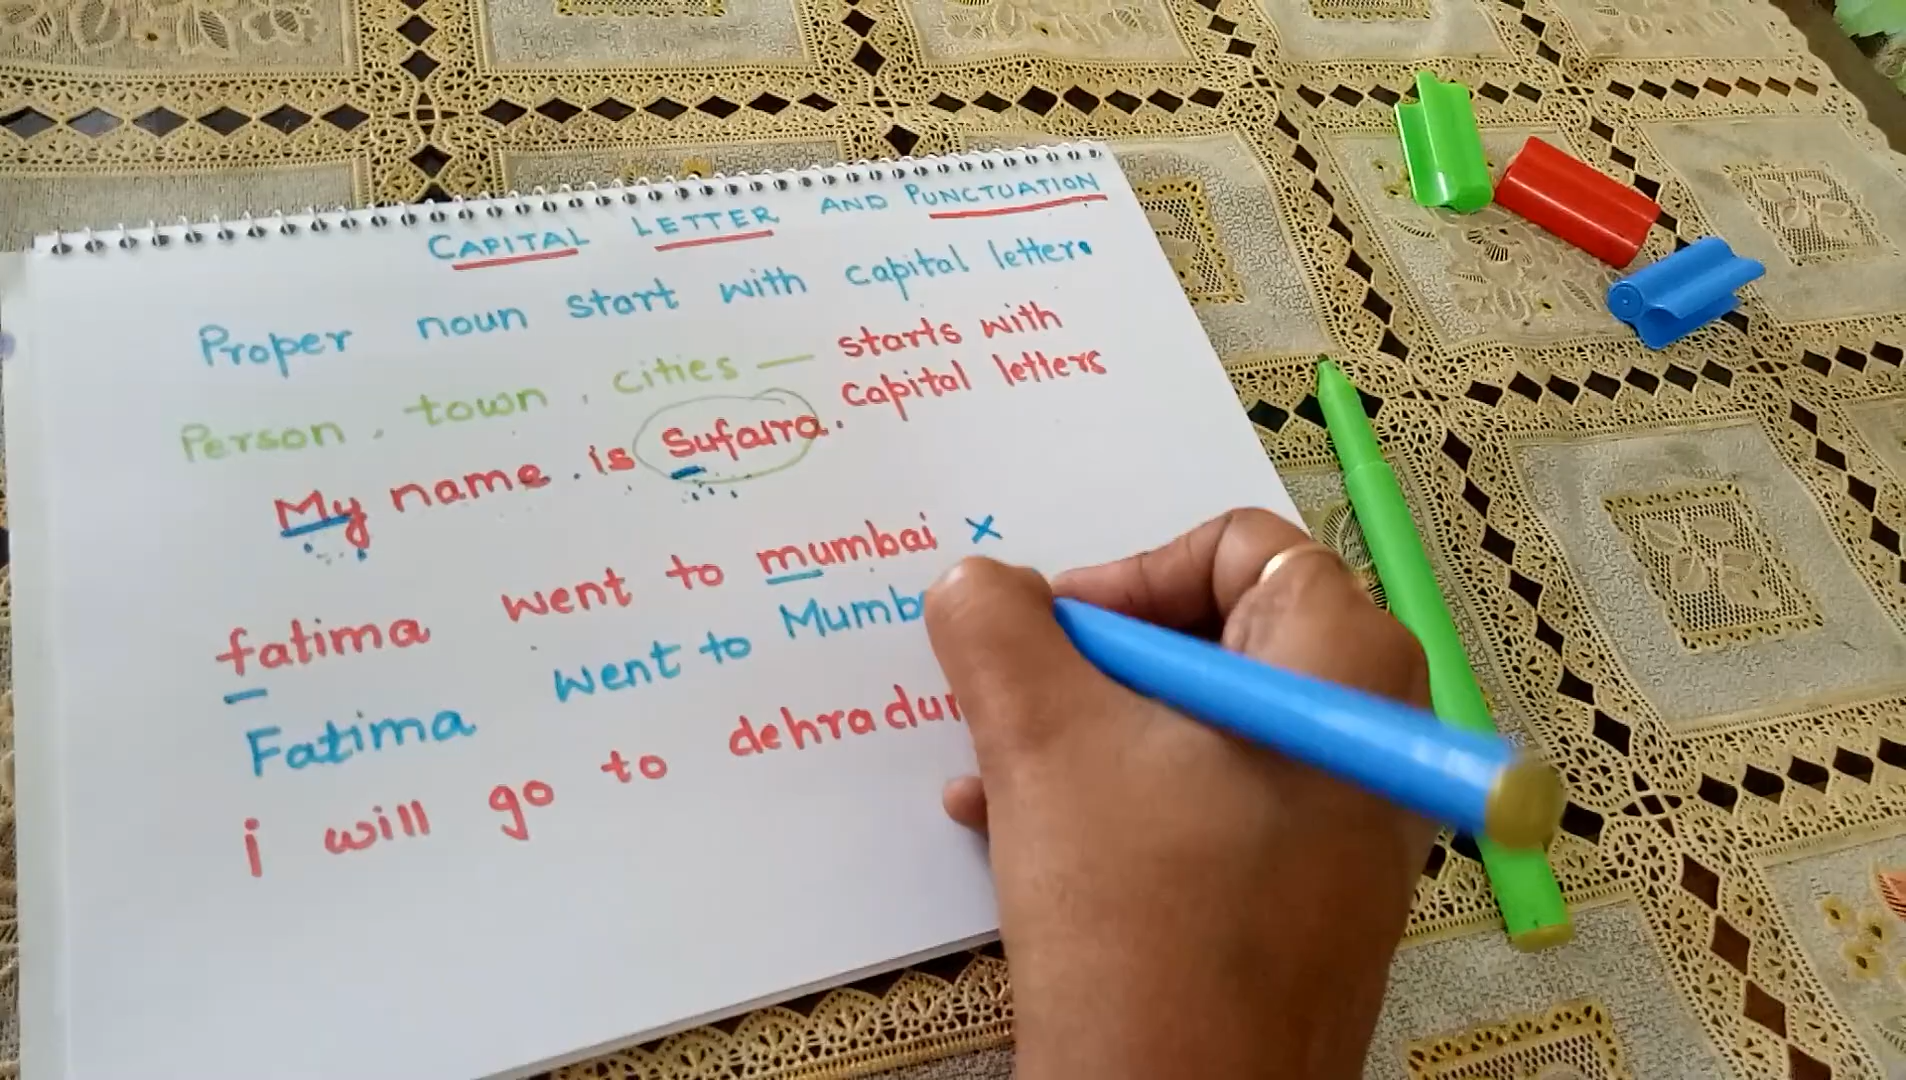 CAPITAL LETTER AND PUNCTUATION
Proper noun start with capital letter.
Person, town, cities — starts with
capital letters
My name is Sufaira.
fatima went to mumbai x
Fatima went to Mumb
i will go to dehradun